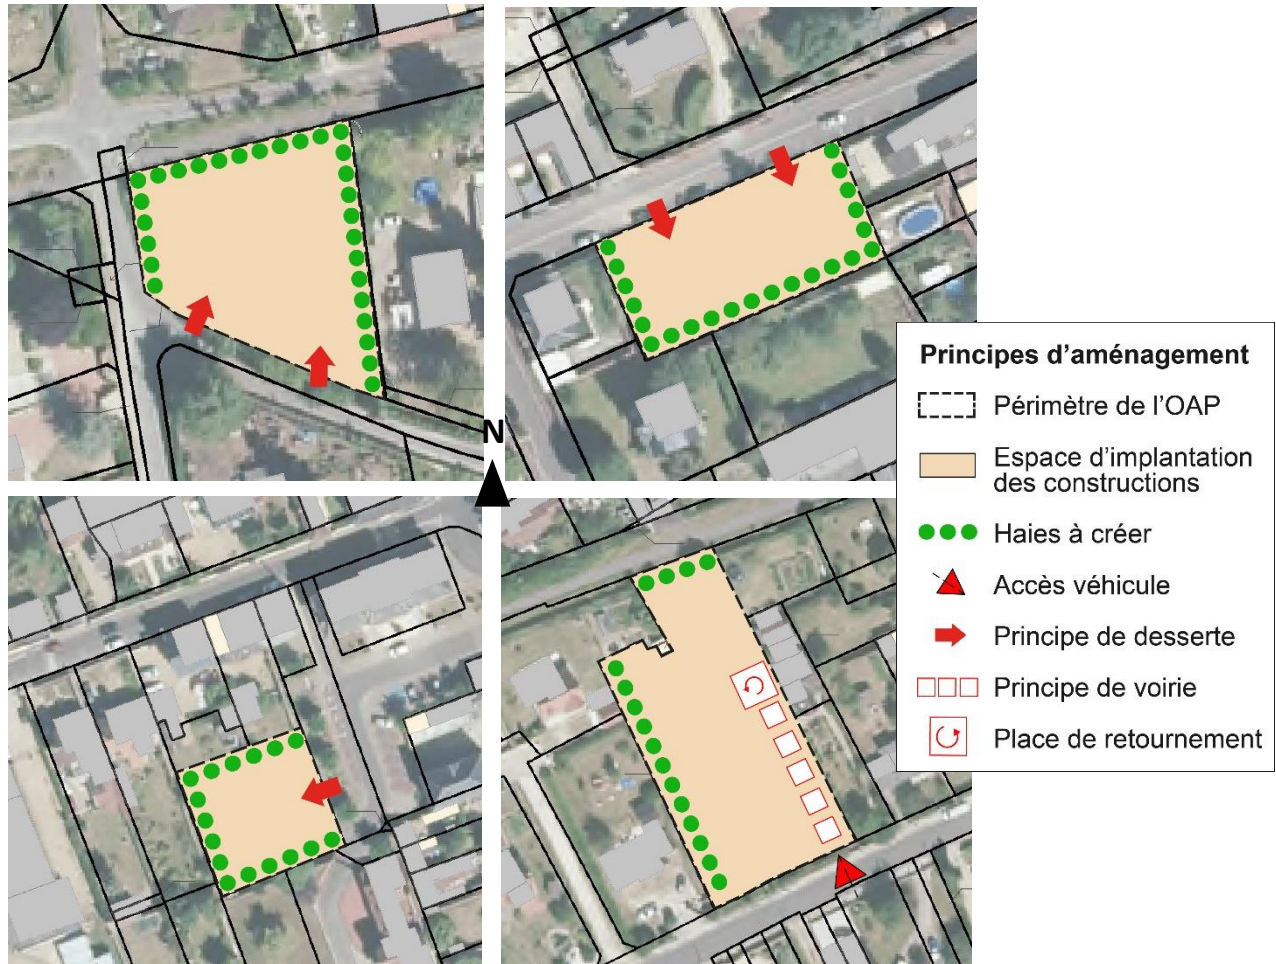 N
Principes d’aménagement
Périmètre de l’OAP
Espace d’implantation
des constructions
Haies à créer
Accès véhicule
Principe de desserte
Principe de voirie
Place de retournement